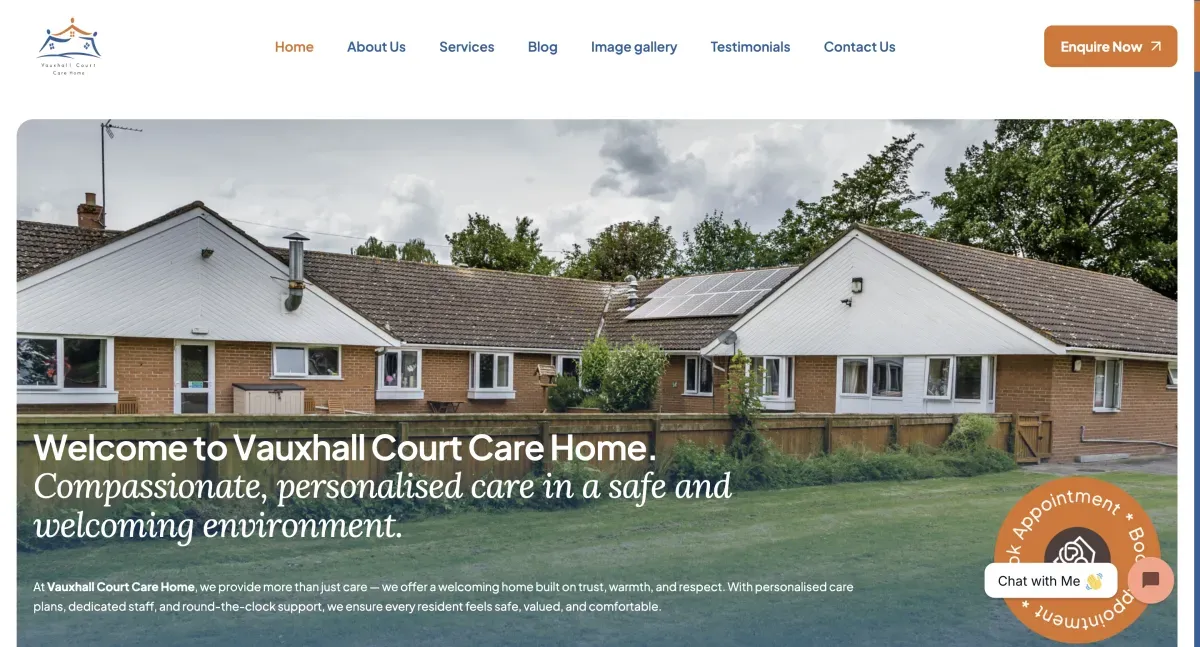 Vauxhall Court
Care Home
Home
About Us
Services
Blog
Image gallery
Testimonials
Contact Us
Enquire Now
Welcome to Vauxhall Court Care Home.
Compassionate, personalised care in a safe and
welcoming environment.
At Vauxhall Court Care Home, we provide more than just care — we offer a welcoming home built on trust, warmth, and respect. With personalised care
plans, dedicated staff, and round-the-clock support, we ensure every resident feels safe, valued, and comfortable.
ok Appointment * Boo
ppointment *
Chat with Me 👋